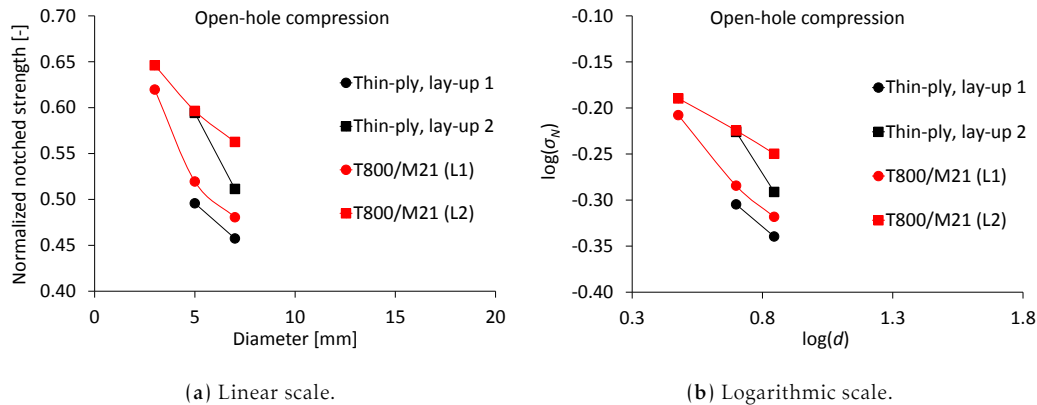 Open-hole compression
Normalized notched strength [-]
0.70
0.65
0.60
0.55
0.50
0.45
0.40
0
5
10
15
20
Diameter [mm]
Thin-ply, lay-up 1
Thin-ply, lay-up 2
T800/M21 (L1)
T800/M21 (L2)
(a) Linear scale.
Open-hole compression
log(σN)
-0.10
-0.15
-0.20
-0.25
-0.30
-0.35
-0.40
0.3
0.8
1.3
1.8
log(d)
Thin-ply, lay-up 1
Thin-ply, lay-up 2
T800/M21 (L1)
T800/M21 (L2)
(b) Logarithmic scale.